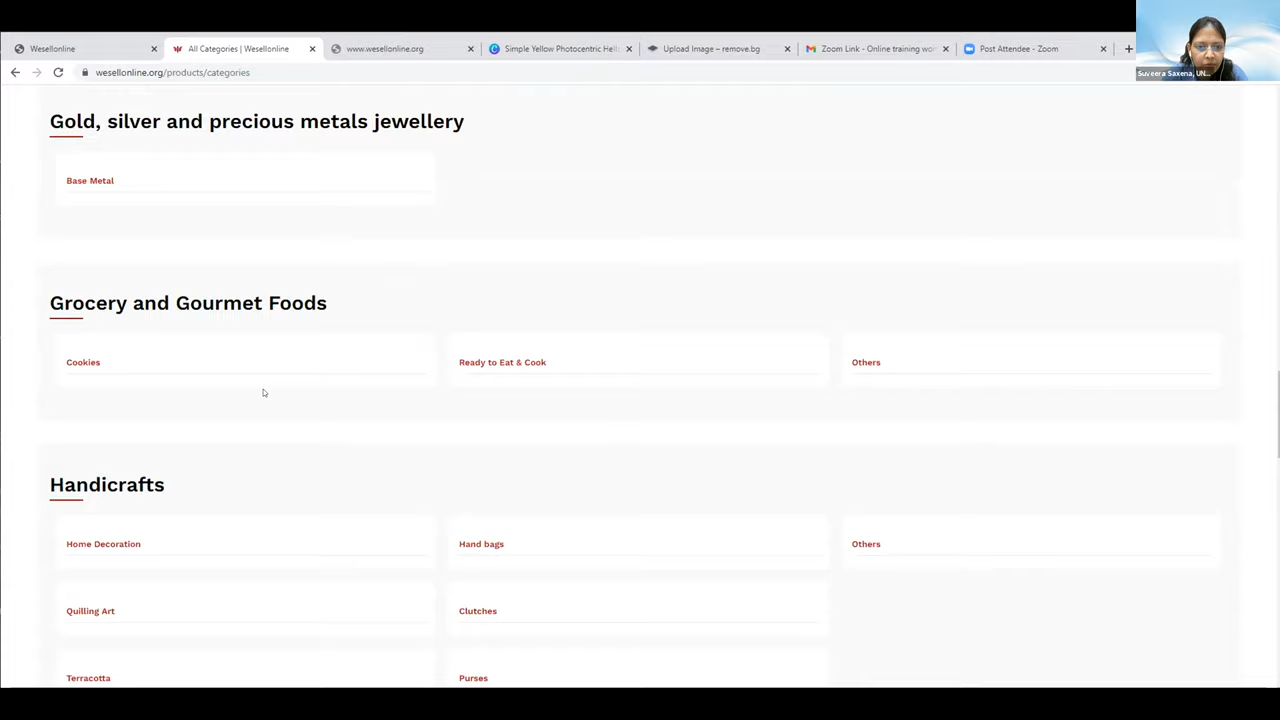 Wesellonline
All Categories | Wesellonline
www.wesellonline.org
Simple Yellow Photocentric Hell
Upload Image – remove.bg
Zoom Link - Online training wor
Post Attendee - Zoom
wesellonline.org/products/categories
Suveera Saxena, UN...
Gold, silver and precious metals jewellery
Base Metal
Grocery and Gourmet Foods
Cookies
Ready to Eat & Cook
Others
Handicrafts
Home Decoration
Hand bags
Others
Quilling Art
Clutches
Terracotta
Purses